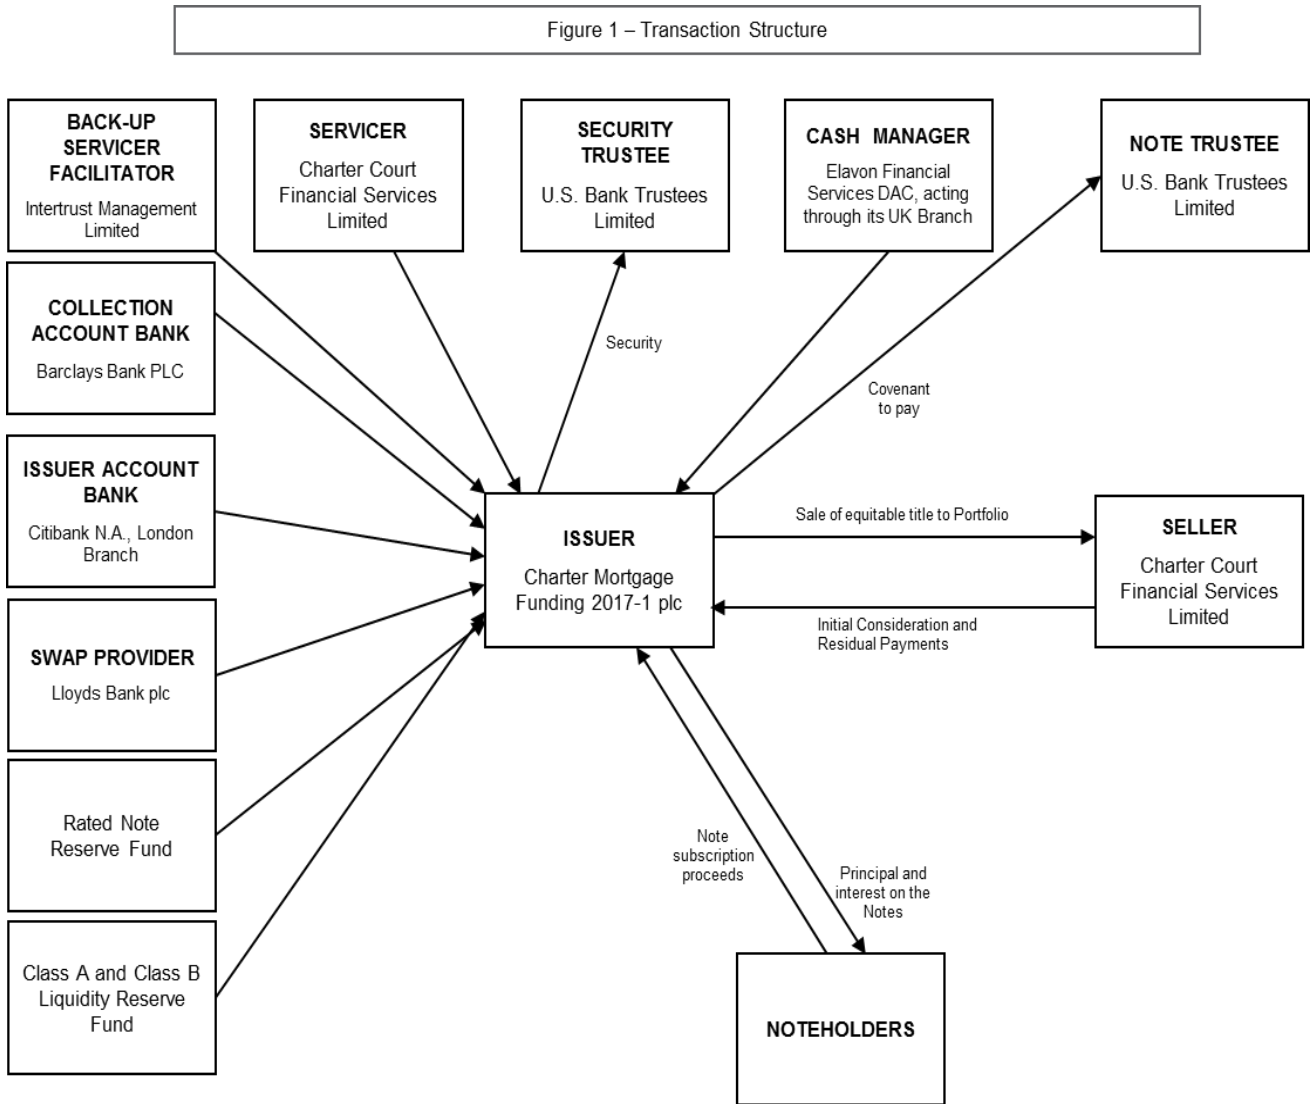 Figure 1 – Transaction Structure
BACK-UP
SERVICER
FACILITATOR
Intertrust Management
Limited
SERVICER
Charter Court
Financial Services
Limited
SECURITY
TRUSTEE
U.S. Bank Trustees
Limited
CASH MANAGER
Elavon Financial
Services DAC, acting
through its UK Branch
NOTE TRUSTEE
U.S. Bank Trustees
Limited
COLLECTION
ACCOUNT BANK
Barclays Bank PLC
Security
Covenant
to pay
ISSUER ACCOUNT
BANK
Citibank N.A., London
Branch
ISSUER
Charter Mortgage
Funding 2017-1 plc
Sale of equitable title to Portfolio
Initial Consideration and
Residual Payments
SELLER
Charter Court
Financial Services
Limited
SWAP PROVIDER
Lloyds Bank plc
Rated Note
Reserve Fund
Note
subscription
proceeds
Principal and
interest on the
Notes
Class A and Class B
Liquidity Reserve
Fund
NOTEHOLDERS